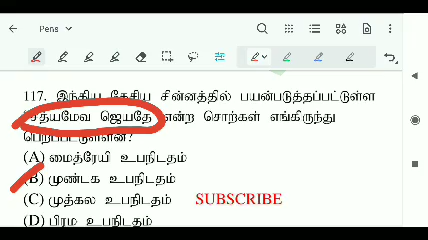 Pens
117. இந்திய தேசிய சின்னத்தில் பயன்படுத்தப்பட்டுள்ள
சத்யமேவ ஜெயதே என்ற சொற்கள் எங்கிருந்து
பெறப்பட்டுள்ளன?
(A) மைத்ரேயி உபநிடதம்
(B) முண்டக உபநிடதம்
(C) முத்கல உபநிடதம் SUBSCRIBE
(D) பிரம உபநிடதம்